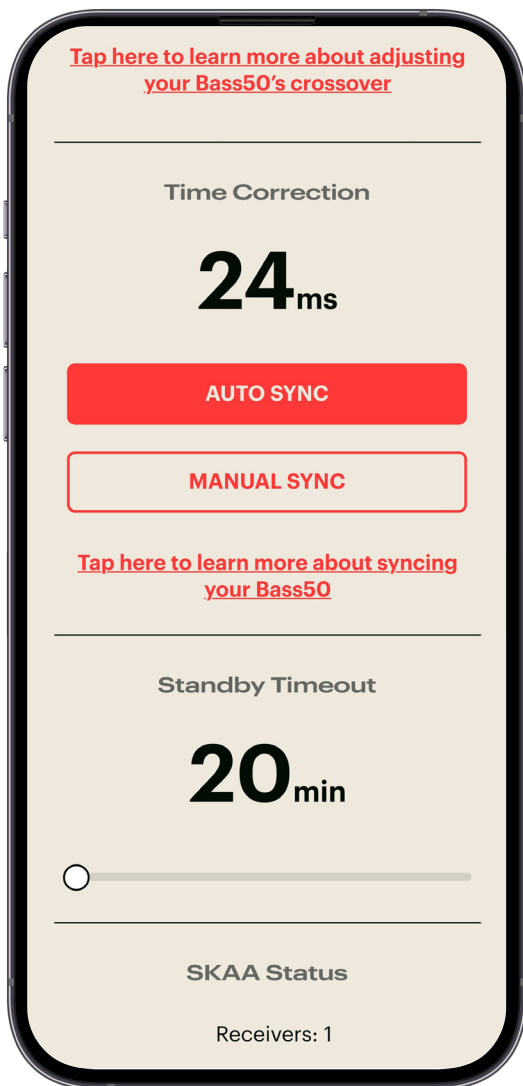 Tap here to learn more about adjusting
your Bass50's crossover
Time Correction
24ms
AUTO SYNC
MANUAL SYNC
Tap here to learn more about syncing
your Bass50
Standby Timeout
20min
SKAA Status
Receivers: 1